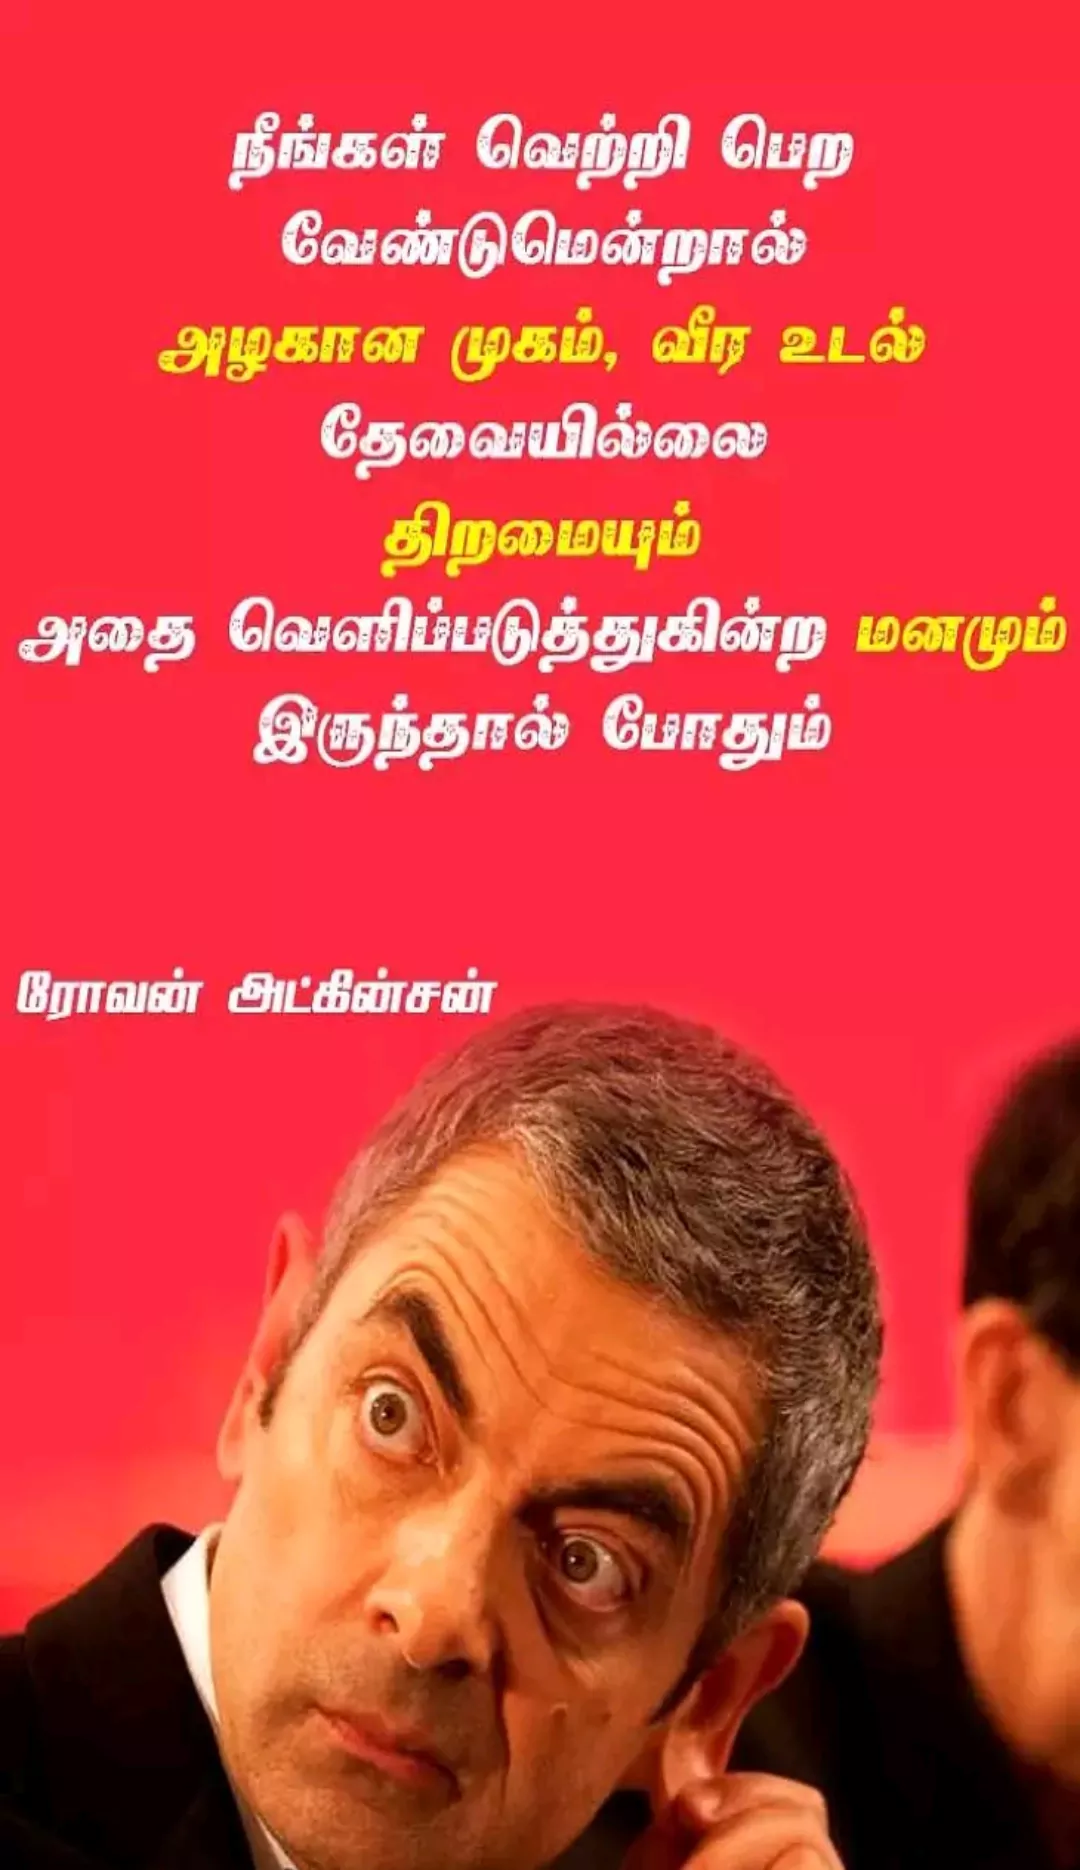 நீங்கள் வெற்றி பெற
வேண்டுமென்றால்
அழகான முகம், வீர உடல்
தேவையில்லை
திறமையும்
அதை வெளிப்படுத்துகின்ற மனமும்
இருந்தால் போதும்
ரோவன் அட்கின்சன்